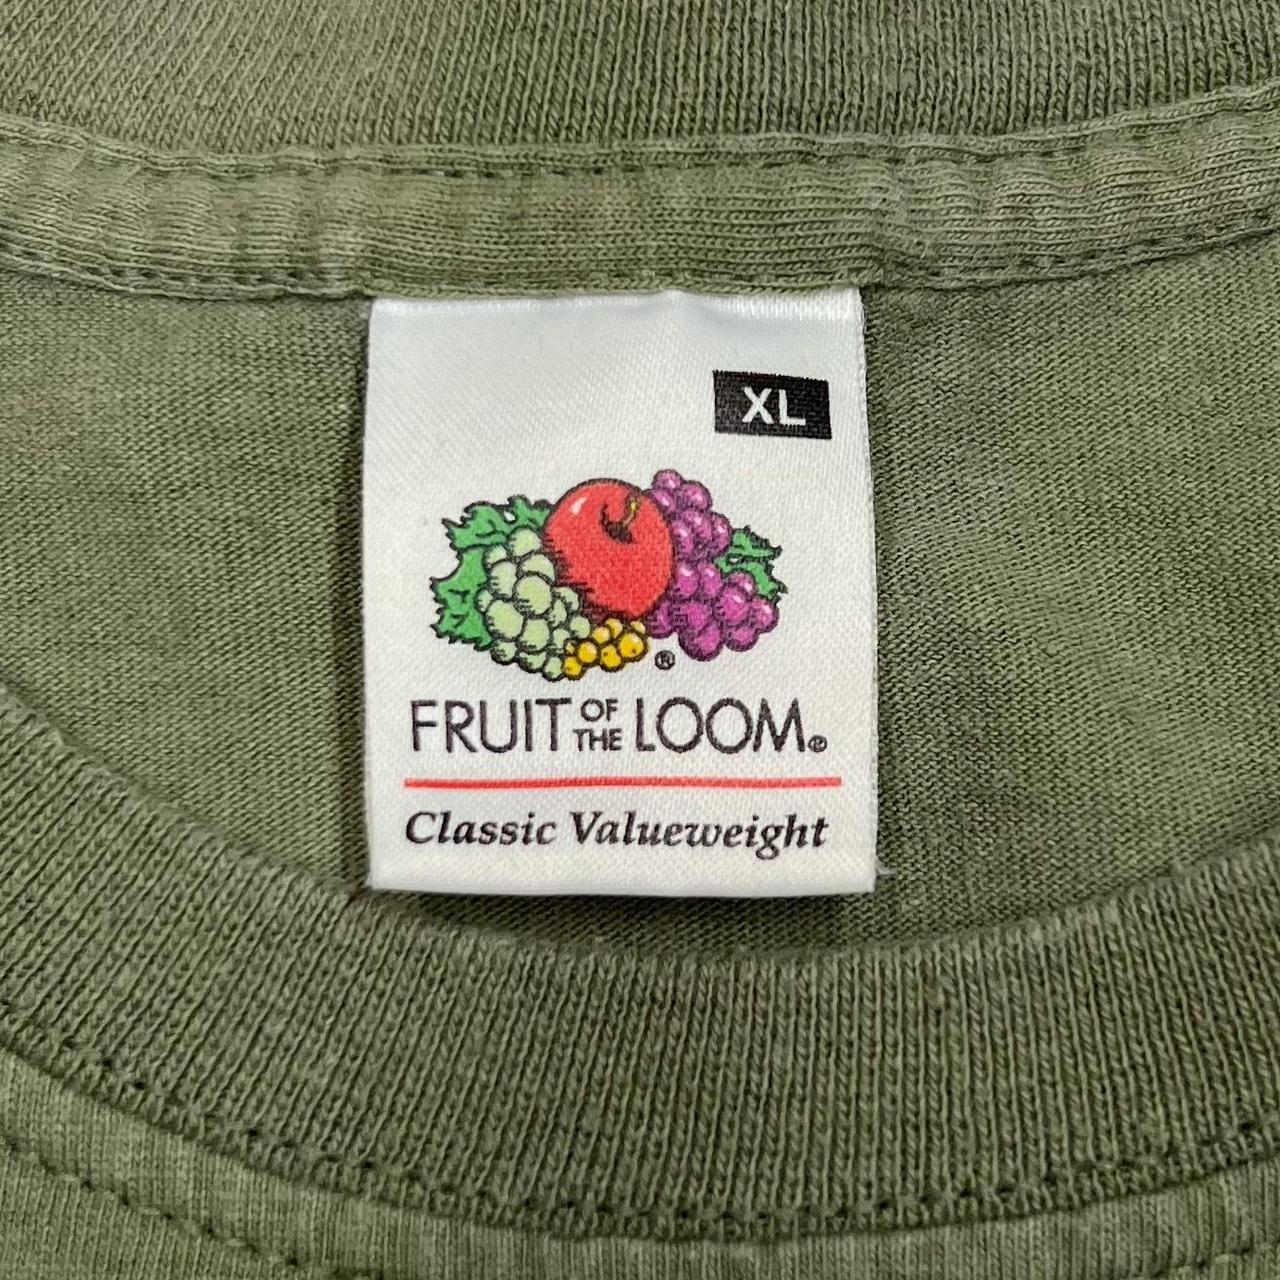 XL
®
FRUIT OF THE LOOM®
Classic Valueweight